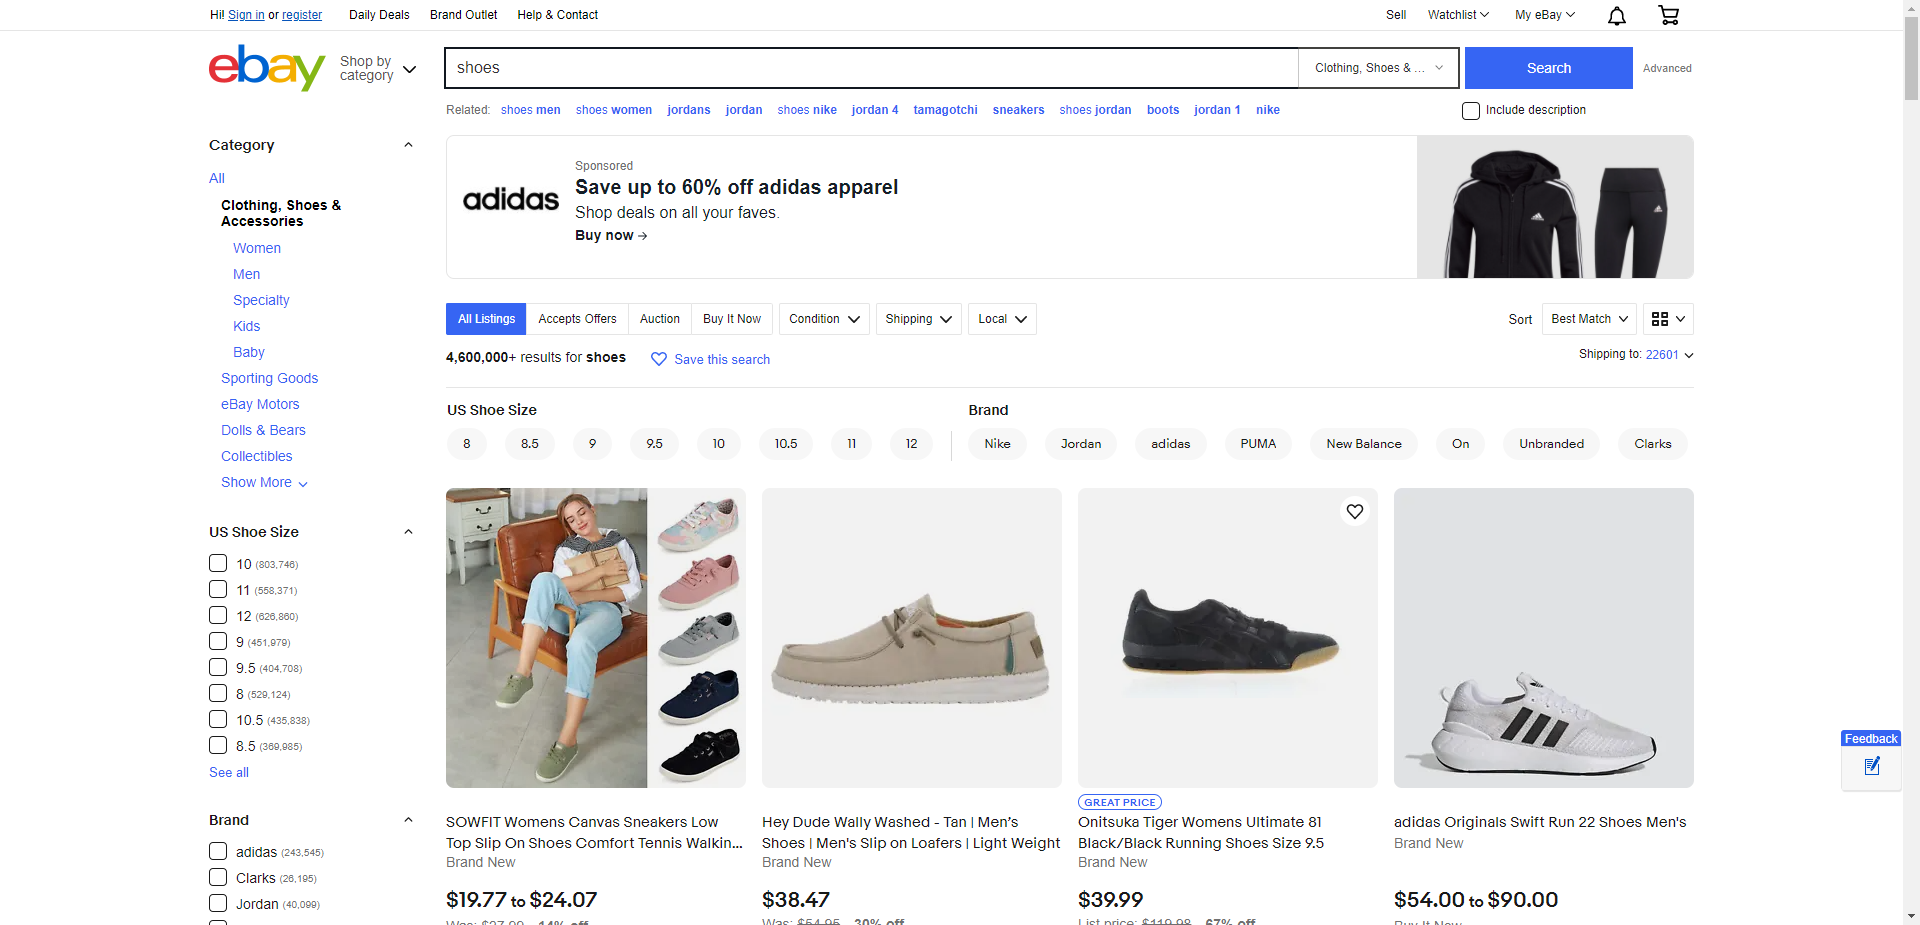 Hi! Sign in or register
Daily Deals
Brand Outlet
Help & Contact
Sell
Watchlist
My eBay
ebay
Shop by category
shoes
Clothing, Shoes & ...
Search
Advanced
Related: shoes men shoes women jordans jordan shoes nike jordan 4 tamagotchi sneakers shoes jordan boots jordan 1 nike
Include description
Category
All
Clothing, Shoes &
Accessories
Women
Men
Specialty
Kids
Baby
Sporting Goods
eBay Motors
Dolls & Bears
Collectibles
Show More
US Shoe Size
10 (803,746)
11 (558,371)
12 (626,860)
9 (451,979)
9.5 (404,708)
8 (529,124)
10.5 (435,838)
8.5 (369,985)
See all
Brand
adidas (243,545)
Clarks (26,195)
Jordan (40,099)
adidas
Sponsored
Save up to 60% off adidas apparel
Shop deals on all your faves.
Buy now →
All Listings
Accepts Offers
Auction
Buy It Now
Condition
Shipping
Local
Sort
Best Match
4,600,000+ results for shoes
Save this search
Shipping to: 22601
US Shoe Size
8 8.5 9 9.5 10 10.5 11 12
Brand
Nike Jordan adidas PUMA New Balance On Unbranded Clarks
SOWFIT Womens Canvas Sneakers Low
Top Slip On Shoes Comfort Tennis Walkin...
Brand New
$19.77 to $24.07
Was: $27.99 14% off
Hey Dude Wally Washed - Tan | Men's
Shoes | Men's Slip on Loafers | Light Weight
Brand New
$38.47
Was: $54.95 30% off
GREAT PRICE
Onitsuka Tiger Womens Ultimate 81
Black/Black Running Shoes Size 9.5
Brand New
$39.99
List price: $119.98 67% off
adidas Originals Swift Run 22 Shoes Men's
Brand New
$54.00 to $90.00
Buy It Now
Feedback